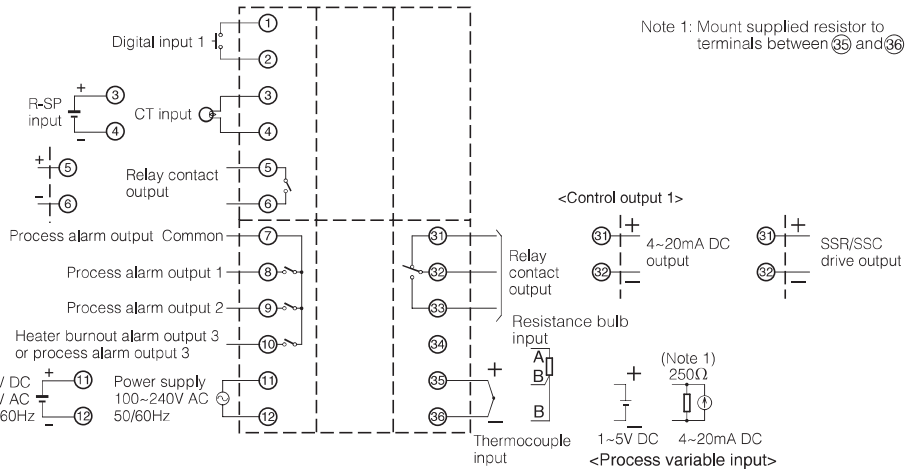 Note 1: Mount supplied resistor to
terminals between 35 and 36
1
Digital input 1
2
R-SP
input
+
3
4
−
CT input
3
4
+
5
−
6
Relay contact
output
5
6
<Control output 1>
Process alarm output Common
7
31
31
+
4~20mA DC
output
32
−
31
+
SSR/SSC
drive output
32
−
Process alarm output 1
8
32
Relay
contact
output
Process alarm output 2
9
33
Heater burnout alarm output 3
or process alarm output 3
10
34
Resistance bulb
input
A
B
B
V DC
V AC
/60Hz
+
11
−
12
Power supply
100~240V AC
50/60Hz
11
12
35
36
+
−
Thermocouple
input
+
−
1~5V DC
(Note 1)
250Ω
4~20mA DC
<Process variable input>